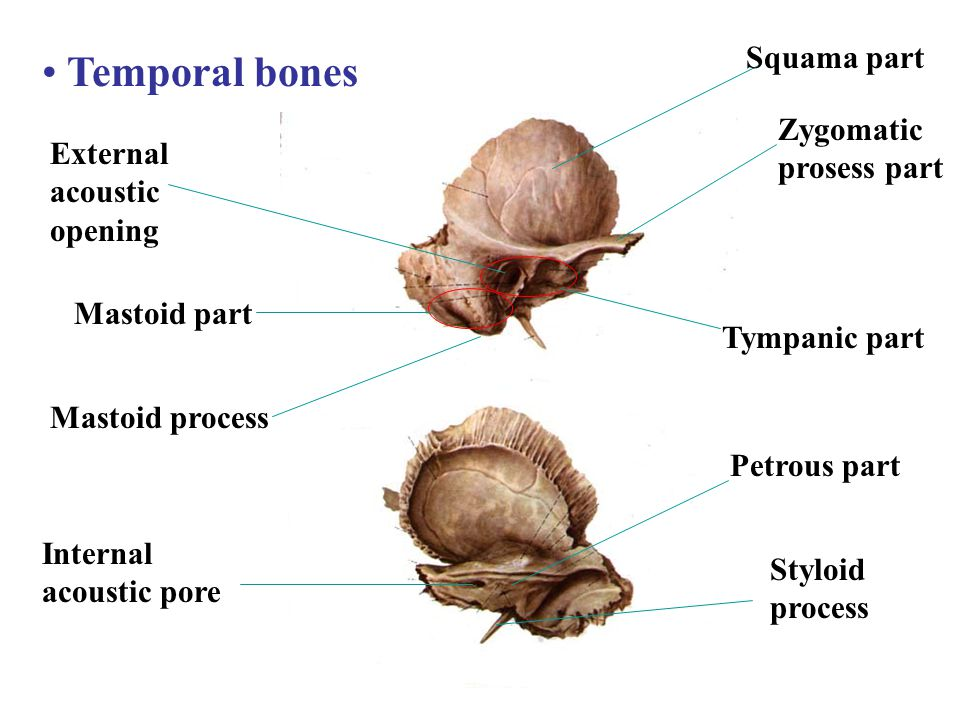 • Temporal bones
Squama part
Zygomatic
prosess part
External
acoustic
opening
Mastoid part
Tympanic part
Mastoid process
Petrous part
Internal
acoustic pore
Styloid
process